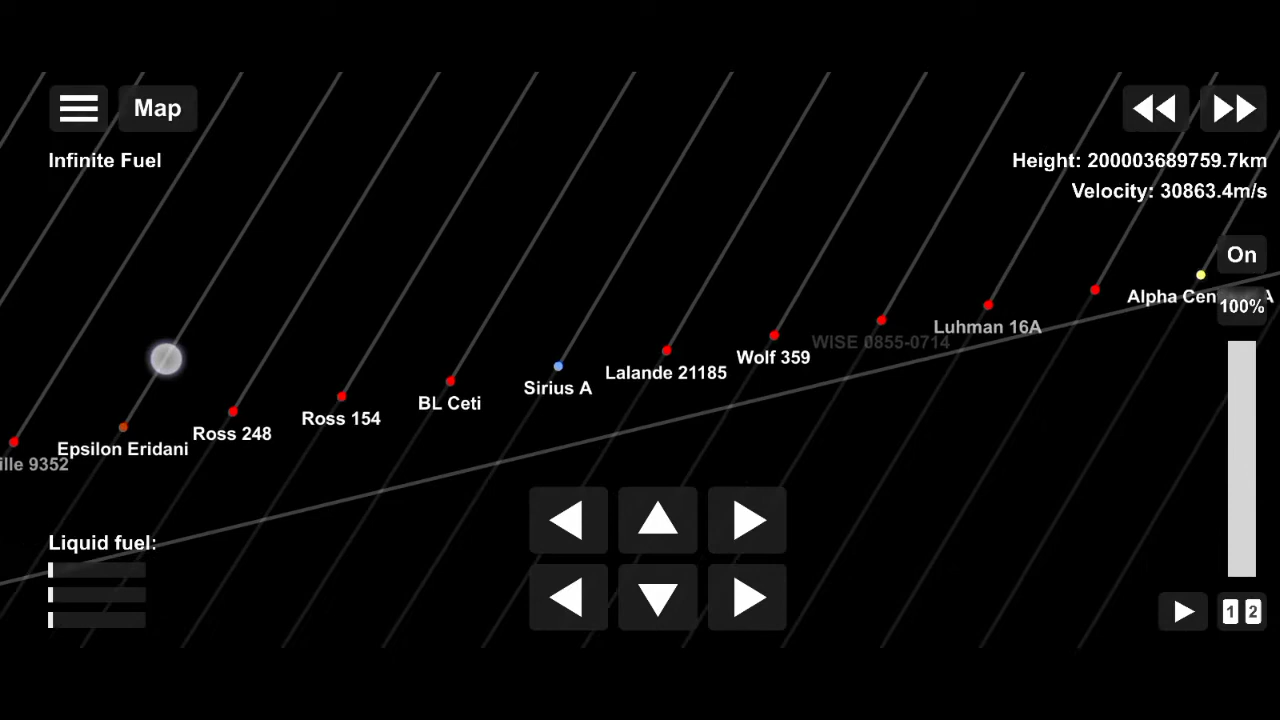 Map
Infinite Fuel
Height: 200003689759.7km
Velocity: 30863.4m/s
On
100%
Alpha Cen
A
Luhman 16A
WISE 0855-0714
Wolf 359
Lalande 21185
Sirius A
BL Ceti
Ross 154
Ross 248
Epsilon Eridani
ille 9352
Liquid fuel:
1 2